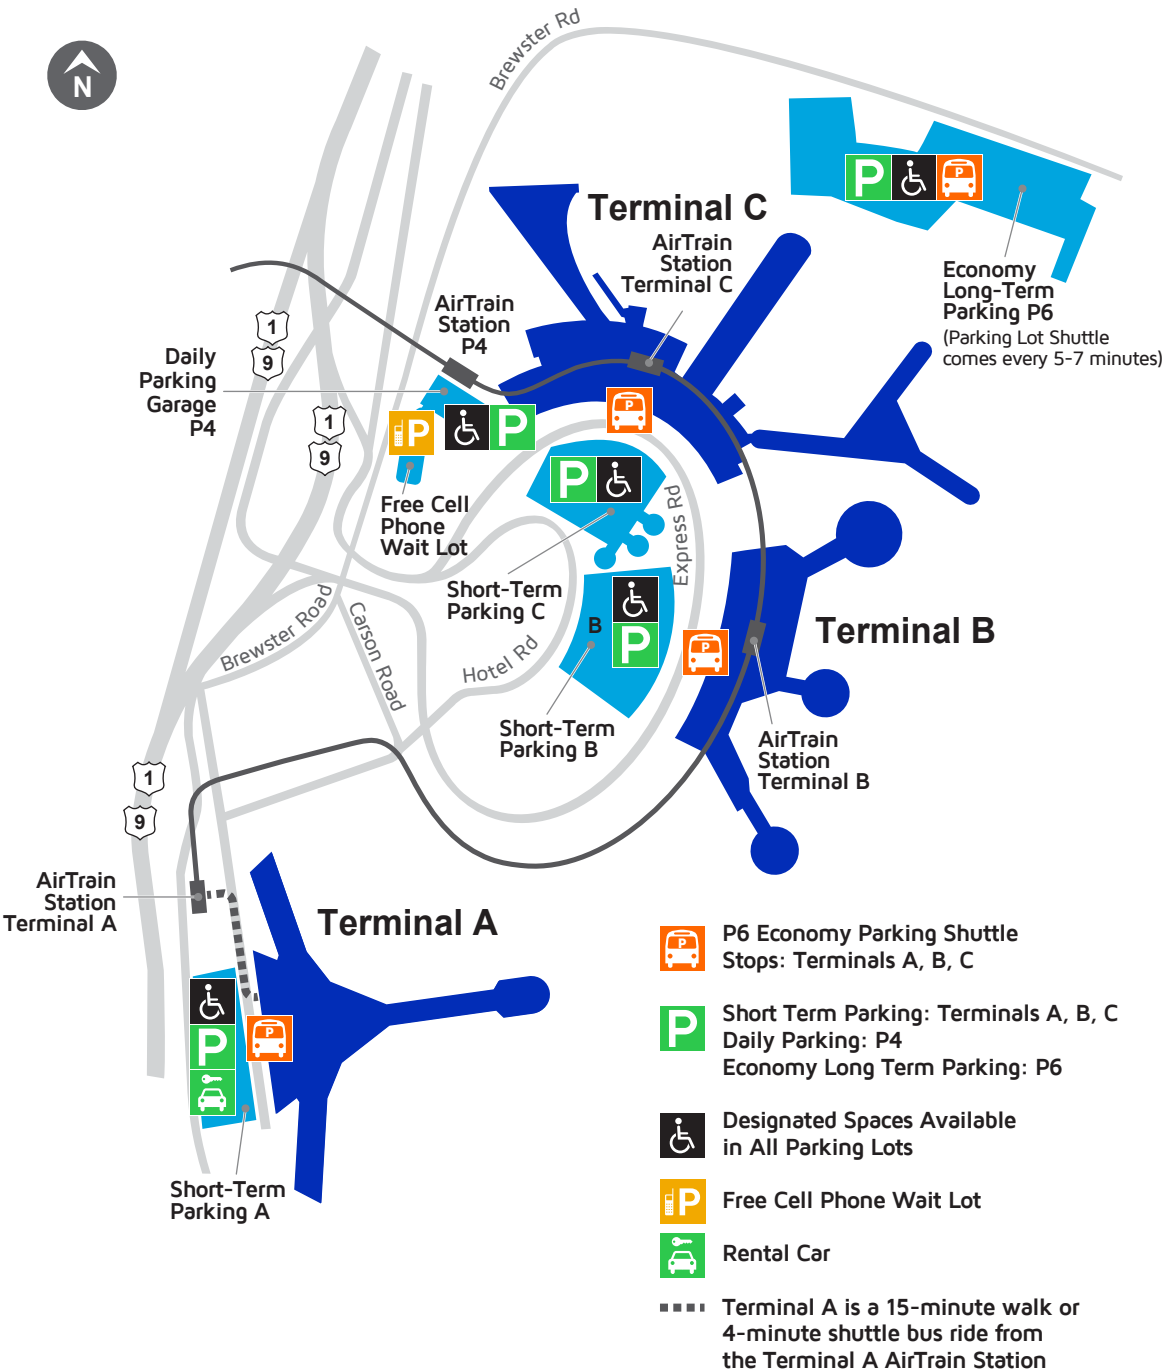 N
Brewster Rd
Terminal C
AirTrain
Station
Terminal C
P
P
Economy
Long-Term
Parking P6
(Parking Lot Shuttle
comes every 5-7 minutes)
AirTrain
Station
P4
1
9
Daily
Parking
Garage
P4
1
9
P
P
P
P
Free Cell
Phone
Wait Lot
Express Rd
Short-Term
Parking C
B
P
P
Terminal B
Brewster Road
Carson Road
Hotel Rd
Short-Term
Parking B
AirTrain
Station
Terminal B
1
9
AirTrain
Station
Terminal A
Terminal A
P
P
Short-Term
Parking A
P
P6 Economy Parking Shuttle
Stops: Terminals A, B, C
P
Short Term Parking: Terminals A, B, C
Daily Parking: P4
Economy Long Term Parking: P6
Designated Spaces Available
in All Parking Lots
P
Free Cell Phone Wait Lot
Rental Car
Terminal A is a 15-minute walk or
4-minute shuttle bus ride from
the Terminal A AirTrain Station